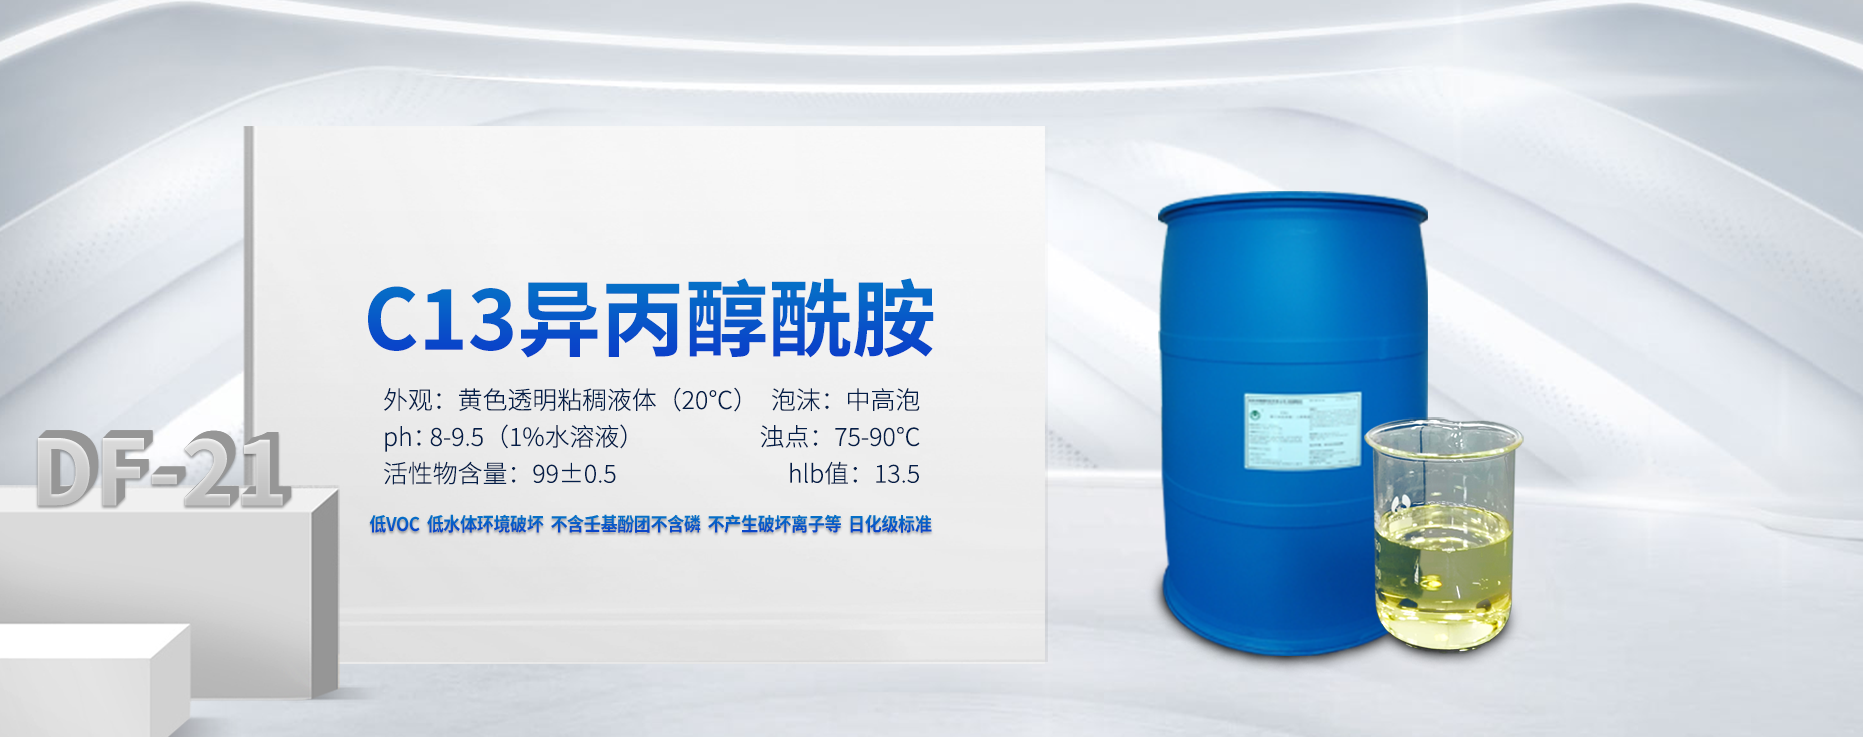 C13异丙醇酰胺
外观：黄色透明粘稠液体（20℃） 泡沫：中高泡
ph：8-9.5（1%水溶液） 浊点：75-90℃
活性物含量：99±0.5 hlb值：13.5
低VOC 低水体环境破坏 不含壬基酚团不含磷 不产生破坏离子等 日化级标准
DF-21